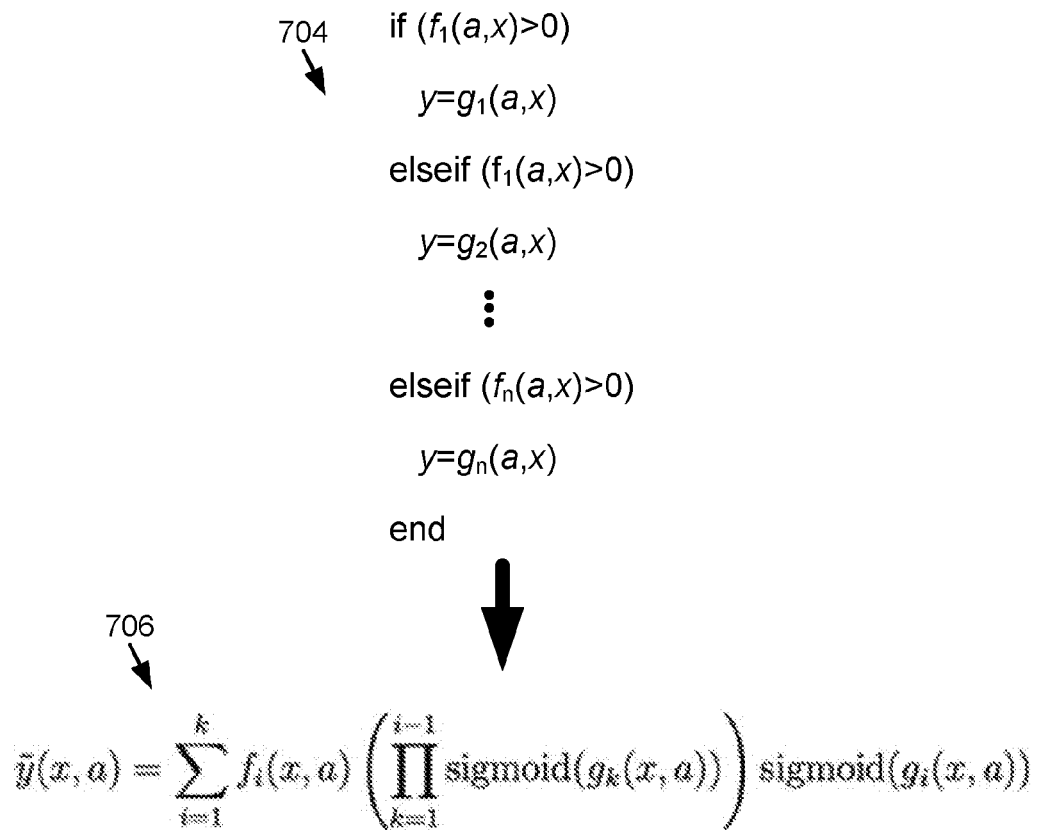 704
if (f₁(a,x)>0)
y=g₁(a,x)
elseif (f₁(a,x)>0)
y=g₂(a,x)
⋮
elseif (fₙ(a,x)>0)
y=gₙ(a,x)
end
706
ỹ(x, a) = ∑_{i=1}^{k} f_i(x, a) ( ∏_{k=1}^{i−1} sigmoid(g_k(x, a)) ) sigmoid(g_i(x, a))